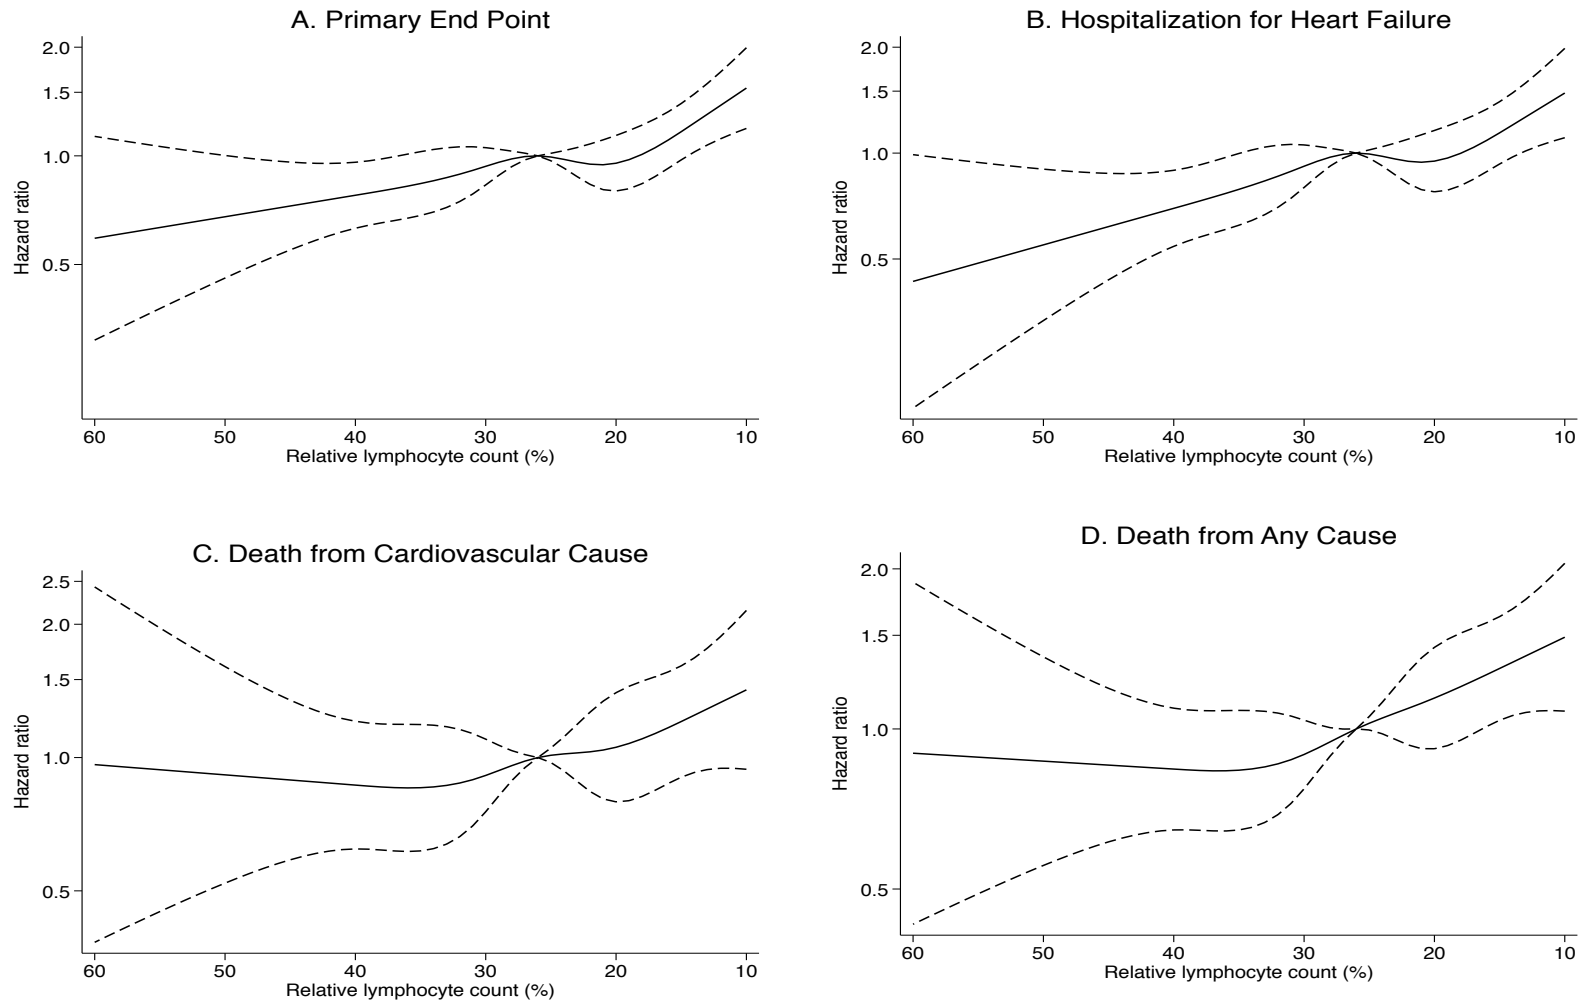 A. Primary End Point
2.0
1.5
1.0
0.5
Hazard ratio
60 50 40 30 20 10
Relative lymphocyte count (%)
B. Hospitalization for Heart Failure
2.0
1.5
1.0
0.5
Hazard ratio
60 50 40 30 20 10
Relative lymphocyte count (%)
C. Death from Cardiovascular Cause
2.5
2.0
1.5
1.0
0.5
Hazard ratio
60 50 40 30 20 10
Relative lymphocyte count (%)
D. Death from Any Cause
2.0
1.5
1.0
0.5
Hazard ratio
60 50 40 30 20 10
Relative lymphocyte count (%)